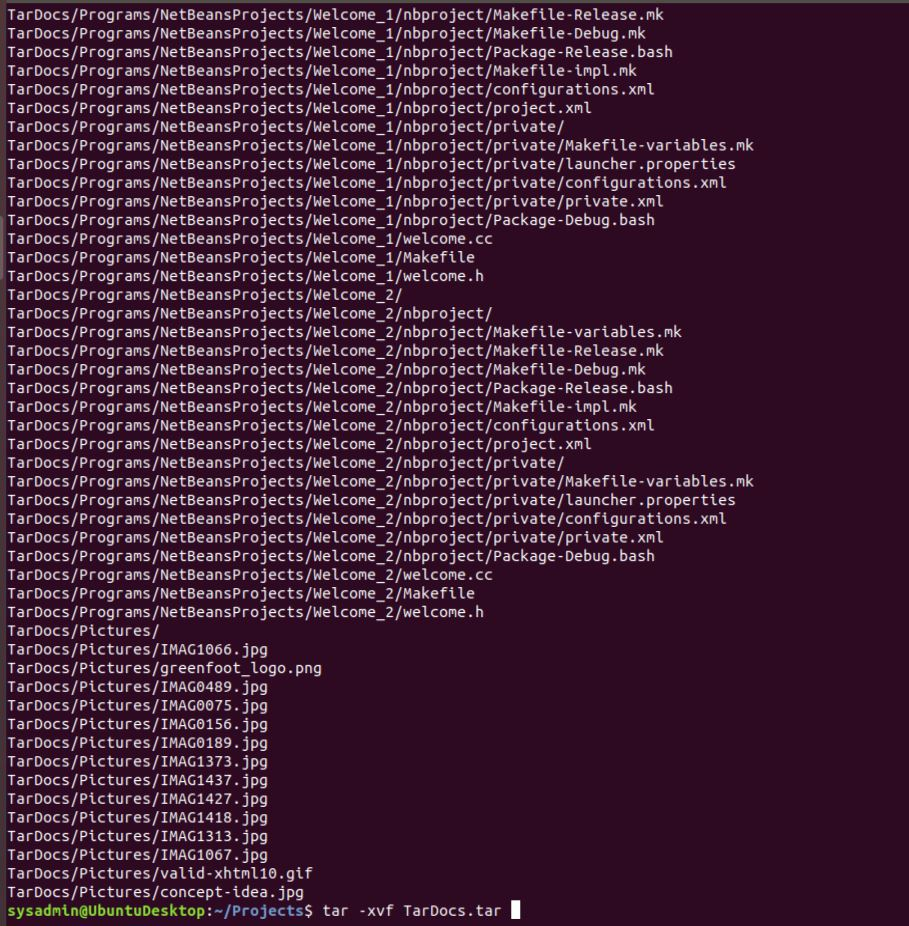 TarDocs/Programs/NetBeansProjects/Welcome_1/nbproject/Makefile-Release.mk
TarDocs/Programs/NetBeansProjects/Welcome_1/nbproject/Makefile-Debug.mk
TarDocs/Programs/NetBeansProjects/Welcome_1/nbproject/Package-Release.bash
TarDocs/Programs/NetBeansProjects/Welcome_1/nbproject/Makefile-impl.mk
TarDocs/Programs/NetBeansProjects/Welcome_1/nbproject/configurations.xml
TarDocs/Programs/NetBeansProjects/Welcome_1/nbproject/project.xml
TarDocs/Programs/NetBeansProjects/Welcome_1/nbproject/private/
TarDocs/Programs/NetBeansProjects/Welcome_1/nbproject/private/Makefile-variables.mk
TarDocs/Programs/NetBeansProjects/Welcome_1/nbproject/private/launcher.properties
TarDocs/Programs/NetBeansProjects/Welcome_1/nbproject/private/configurations.xml
TarDocs/Programs/NetBeansProjects/Welcome_1/nbproject/private/private.xml
TarDocs/Programs/NetBeansProjects/Welcome_1/nbproject/Package-Debug.bash
TarDocs/Programs/NetBeansProjects/Welcome_1/welcome.cc
TarDocs/Programs/NetBeansProjects/Welcome_1/Makefile
TarDocs/Programs/NetBeansProjects/Welcome_1/welcome.h
TarDocs/Programs/NetBeansProjects/Welcome_2/
TarDocs/Programs/NetBeansProjects/Welcome_2/nbproject/
TarDocs/Programs/NetBeansProjects/Welcome_2/nbproject/Makefile-variables.mk
TarDocs/Programs/NetBeansProjects/Welcome_2/nbproject/Makefile-Release.mk
TarDocs/Programs/NetBeansProjects/Welcome_2/nbproject/Makefile-Debug.mk
TarDocs/Programs/NetBeansProjects/Welcome_2/nbproject/Package-Release.bash
TarDocs/Programs/NetBeansProjects/Welcome_2/nbproject/Makefile-impl.mk
TarDocs/Programs/NetBeansProjects/Welcome_2/nbproject/configurations.xml
TarDocs/Programs/NetBeansProjects/Welcome_2/nbproject/project.xml
TarDocs/Programs/NetBeansProjects/Welcome_2/nbproject/private/
TarDocs/Programs/NetBeansProjects/Welcome_2/nbproject/private/Makefile-variables.mk
TarDocs/Programs/NetBeansProjects/Welcome_2/nbproject/private/launcher.properties
TarDocs/Programs/NetBeansProjects/Welcome_2/nbproject/private/configurations.xml
TarDocs/Programs/NetBeansProjects/Welcome_2/nbproject/private/private.xml
TarDocs/Programs/NetBeansProjects/Welcome_2/nbproject/Package-Debug.bash
TarDocs/Programs/NetBeansProjects/Welcome_2/welcome.cc
TarDocs/Programs/NetBeansProjects/Welcome_2/Makefile
TarDocs/Programs/NetBeansProjects/Welcome_2/welcome.h
TarDocs/Pictures/
TarDocs/Pictures/IMAG1066.jpg
TarDocs/Pictures/greenfoot_logo.png
TarDocs/Pictures/IMAG0489.jpg
TarDocs/Pictures/IMAG0075.jpg
TarDocs/Pictures/IMAG0156.jpg
TarDocs/Pictures/IMAG0189.jpg
TarDocs/Pictures/IMAG1373.jpg
TarDocs/Pictures/IMAG1437.jpg
TarDocs/Pictures/IMAG1427.jpg
TarDocs/Pictures/IMAG1418.jpg
TarDocs/Pictures/IMAG1313.jpg
TarDocs/Pictures/IMAG1067.jpg
TarDocs/Pictures/valid-xhtml10.gif
TarDocs/Pictures/concept-idea.jpg
sysadmin@UbuntuDesktop:~/Projects$ tar -xvf TarDocs.tar